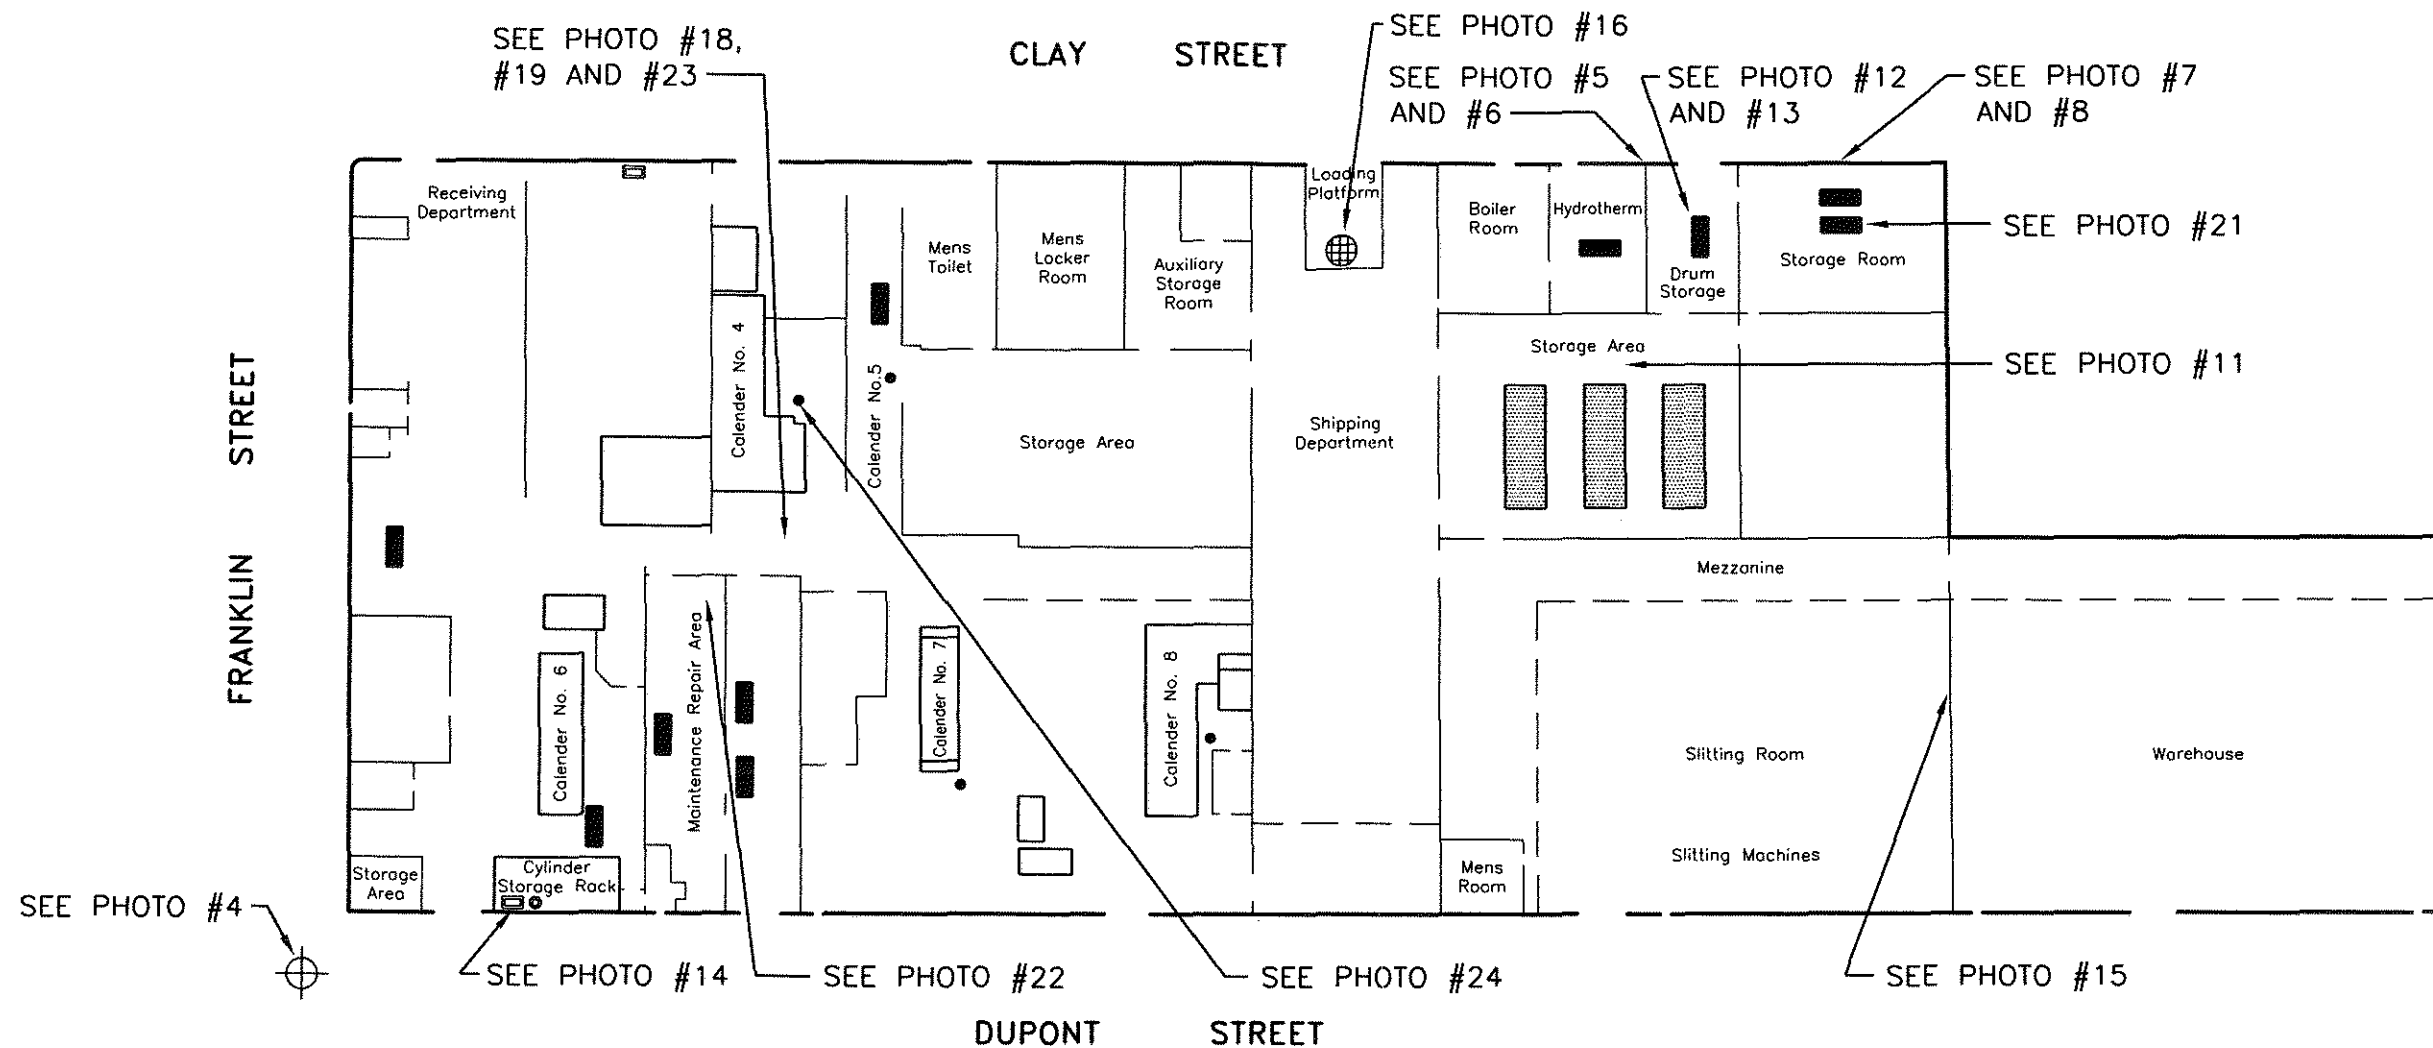 SEE PHOTO #18,
#19 AND #23
CLAY STREET
SEE PHOTO #16
SEE PHOTO #5
AND #6
SEE PHOTO #12
AND #13
SEE PHOTO #7
AND #8
Receiving
Department
Mens
Toilet
Mens
Locker
Room
Auxiliary
Storage
Room
Loading
Platform
Boiler
Room
Hydrotherm
Drum
Storage
Storage Room
SEE PHOTO #21
Storage Area
SEE PHOTO #11
FRANKLIN STREET
Calender No. 4
Calender No.5
Storage Area
Shipping
Department
Mezzanine
Calender No. 6
Maintenance Repair Area
Calender No. 7
Calender No. 8
Slitting Room
Warehouse
Slitting Machines
Storage
Area
Cylinder
Storage Rack
Mens
Room
SEE PHOTO #4
SEE PHOTO #14
SEE PHOTO #22
SEE PHOTO #24
SEE PHOTO #15
DUPONT STREET